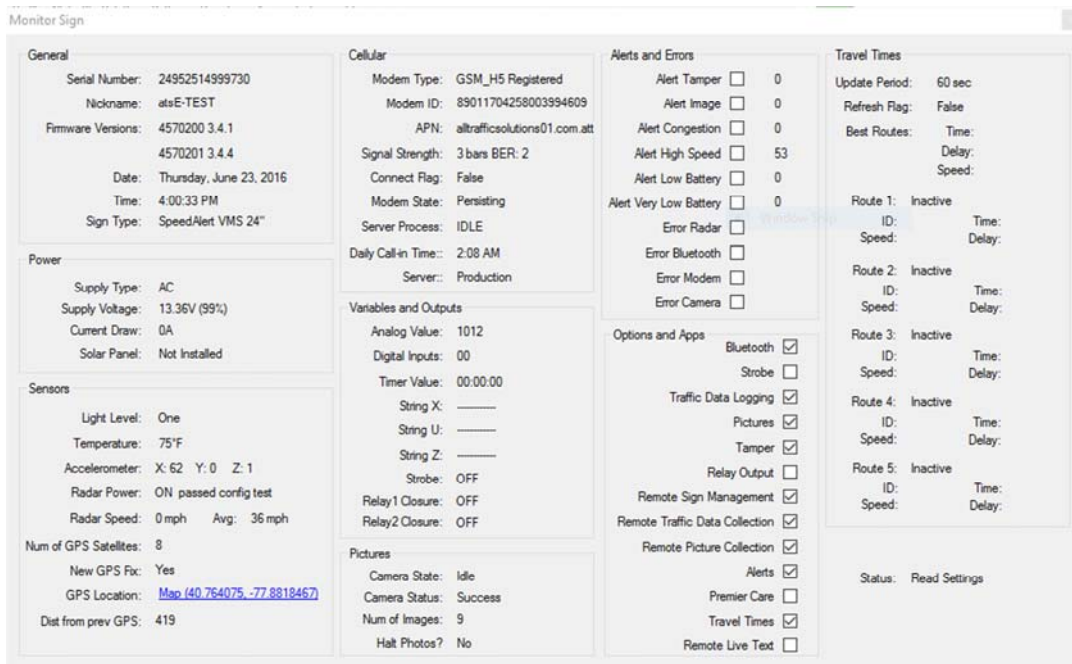 Monitor Sign
General
Serial Number: 24952514999730
Nickname: atsE-TEST
Firmware Versions: 4570200 3.4.1
4570201 3.4.4
Date: Thursday, June 23, 2016
Time: 4:00:33 PM
Sign Type: SpeedAlert VMS 24"
Power
Supply Type: AC
Supply Voltage: 13.36V (99%)
Current Draw: 0A
Solar Panel: Not Installed
Sensors
Light Level: One
Temperature: 75°F
Accelerometer: X: 62 Y: 0 Z: 1
Radar Power: ON passed config test
Radar Speed: 0 mph Avg: 36 mph
Num of GPS Satellites: 8
New GPS Fix: Yes
GPS Location: Map (40.764075, -77.8818467)
Dist from prev GPS: 419
Cellular
Modem Type: GSM_H5 Registered
Modem ID: 89011704258003994609
APN: alltrafficsolutions01.com.att
Signal Strength: 3 bars BER: 2
Connect Flag: False
Modem State: Persisting
Server Process: IDLE
Daily Call-in Time:: 2:08 AM
Server:: Production
Variables and Outputs
Analog Value: 1012
Digital Inputs: 00
Timer Value: 00:00:00
String X: ----------
String U: ----------
String Z: ----------
Strobe: OFF
Relay1 Closure: OFF
Relay2 Closure: OFF
Pictures
Camera State: Idle
Camera Status: Success
Num of Images: 9
Halt Photos? No
Alerts and Errors
Alert Tamper 0
Alert Image 0
Alert Congestion 0
Alert High Speed 53
Alert Low Battery 0
Alert Very Low Battery 0
Window Snip
Error Radar
Error Bluetooth
Error Modem
Error Camera
Options and Apps
Bluetooth
Strobe
Traffic Data Logging
Pictures
Tamper
Relay Output
Remote Sign Management
Remote Traffic Data Collection
Remote Picture Collection
Alerts
Premier Care
Travel Times
Remote Live Text
Travel Times
Update Period: 60 sec
Refresh Flag: False
Best Routes: Time:
Delay:
Speed:
Route 1: Inactive
ID: Time:
Speed: Delay:
Route 2: Inactive
ID: Time:
Speed: Delay:
Route 3: Inactive
ID: Time:
Speed: Delay:
Route 4: Inactive
ID: Time:
Speed: Delay:
Route 5: Inactive
ID: Time:
Speed: Delay:
Status: Read Settings